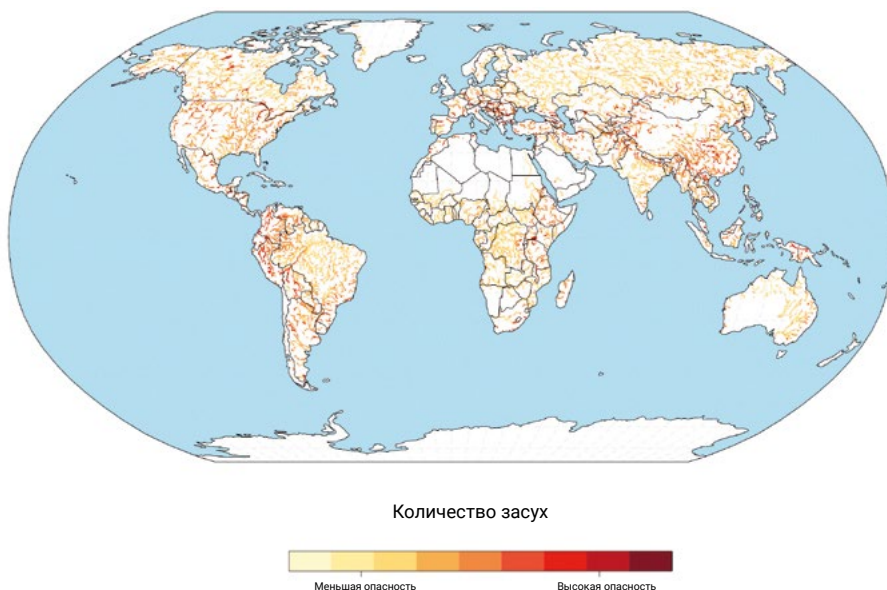 Количество засух
Меньшая опасность
Высокая опасность